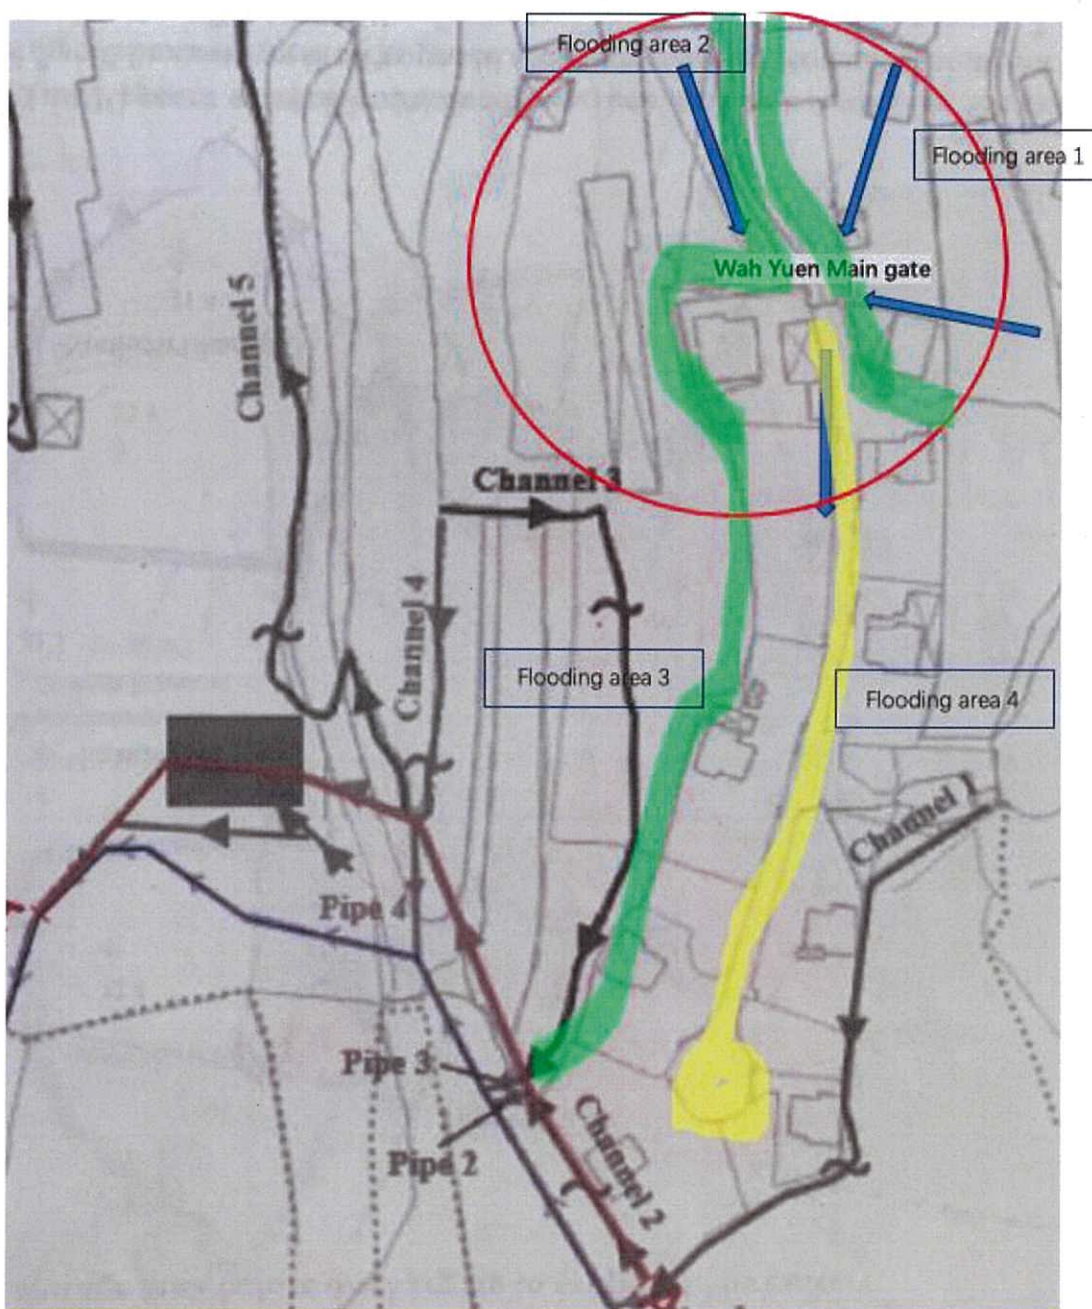 Flooding area 2
Flooding area 1
Wah Yuen Main gate
Channel 5
Channel 3
Channel 4
Flooding area 3
Flooding area 4
Channel 1
Pipe 4
Pipe 3
Channel 2
Pipe 2